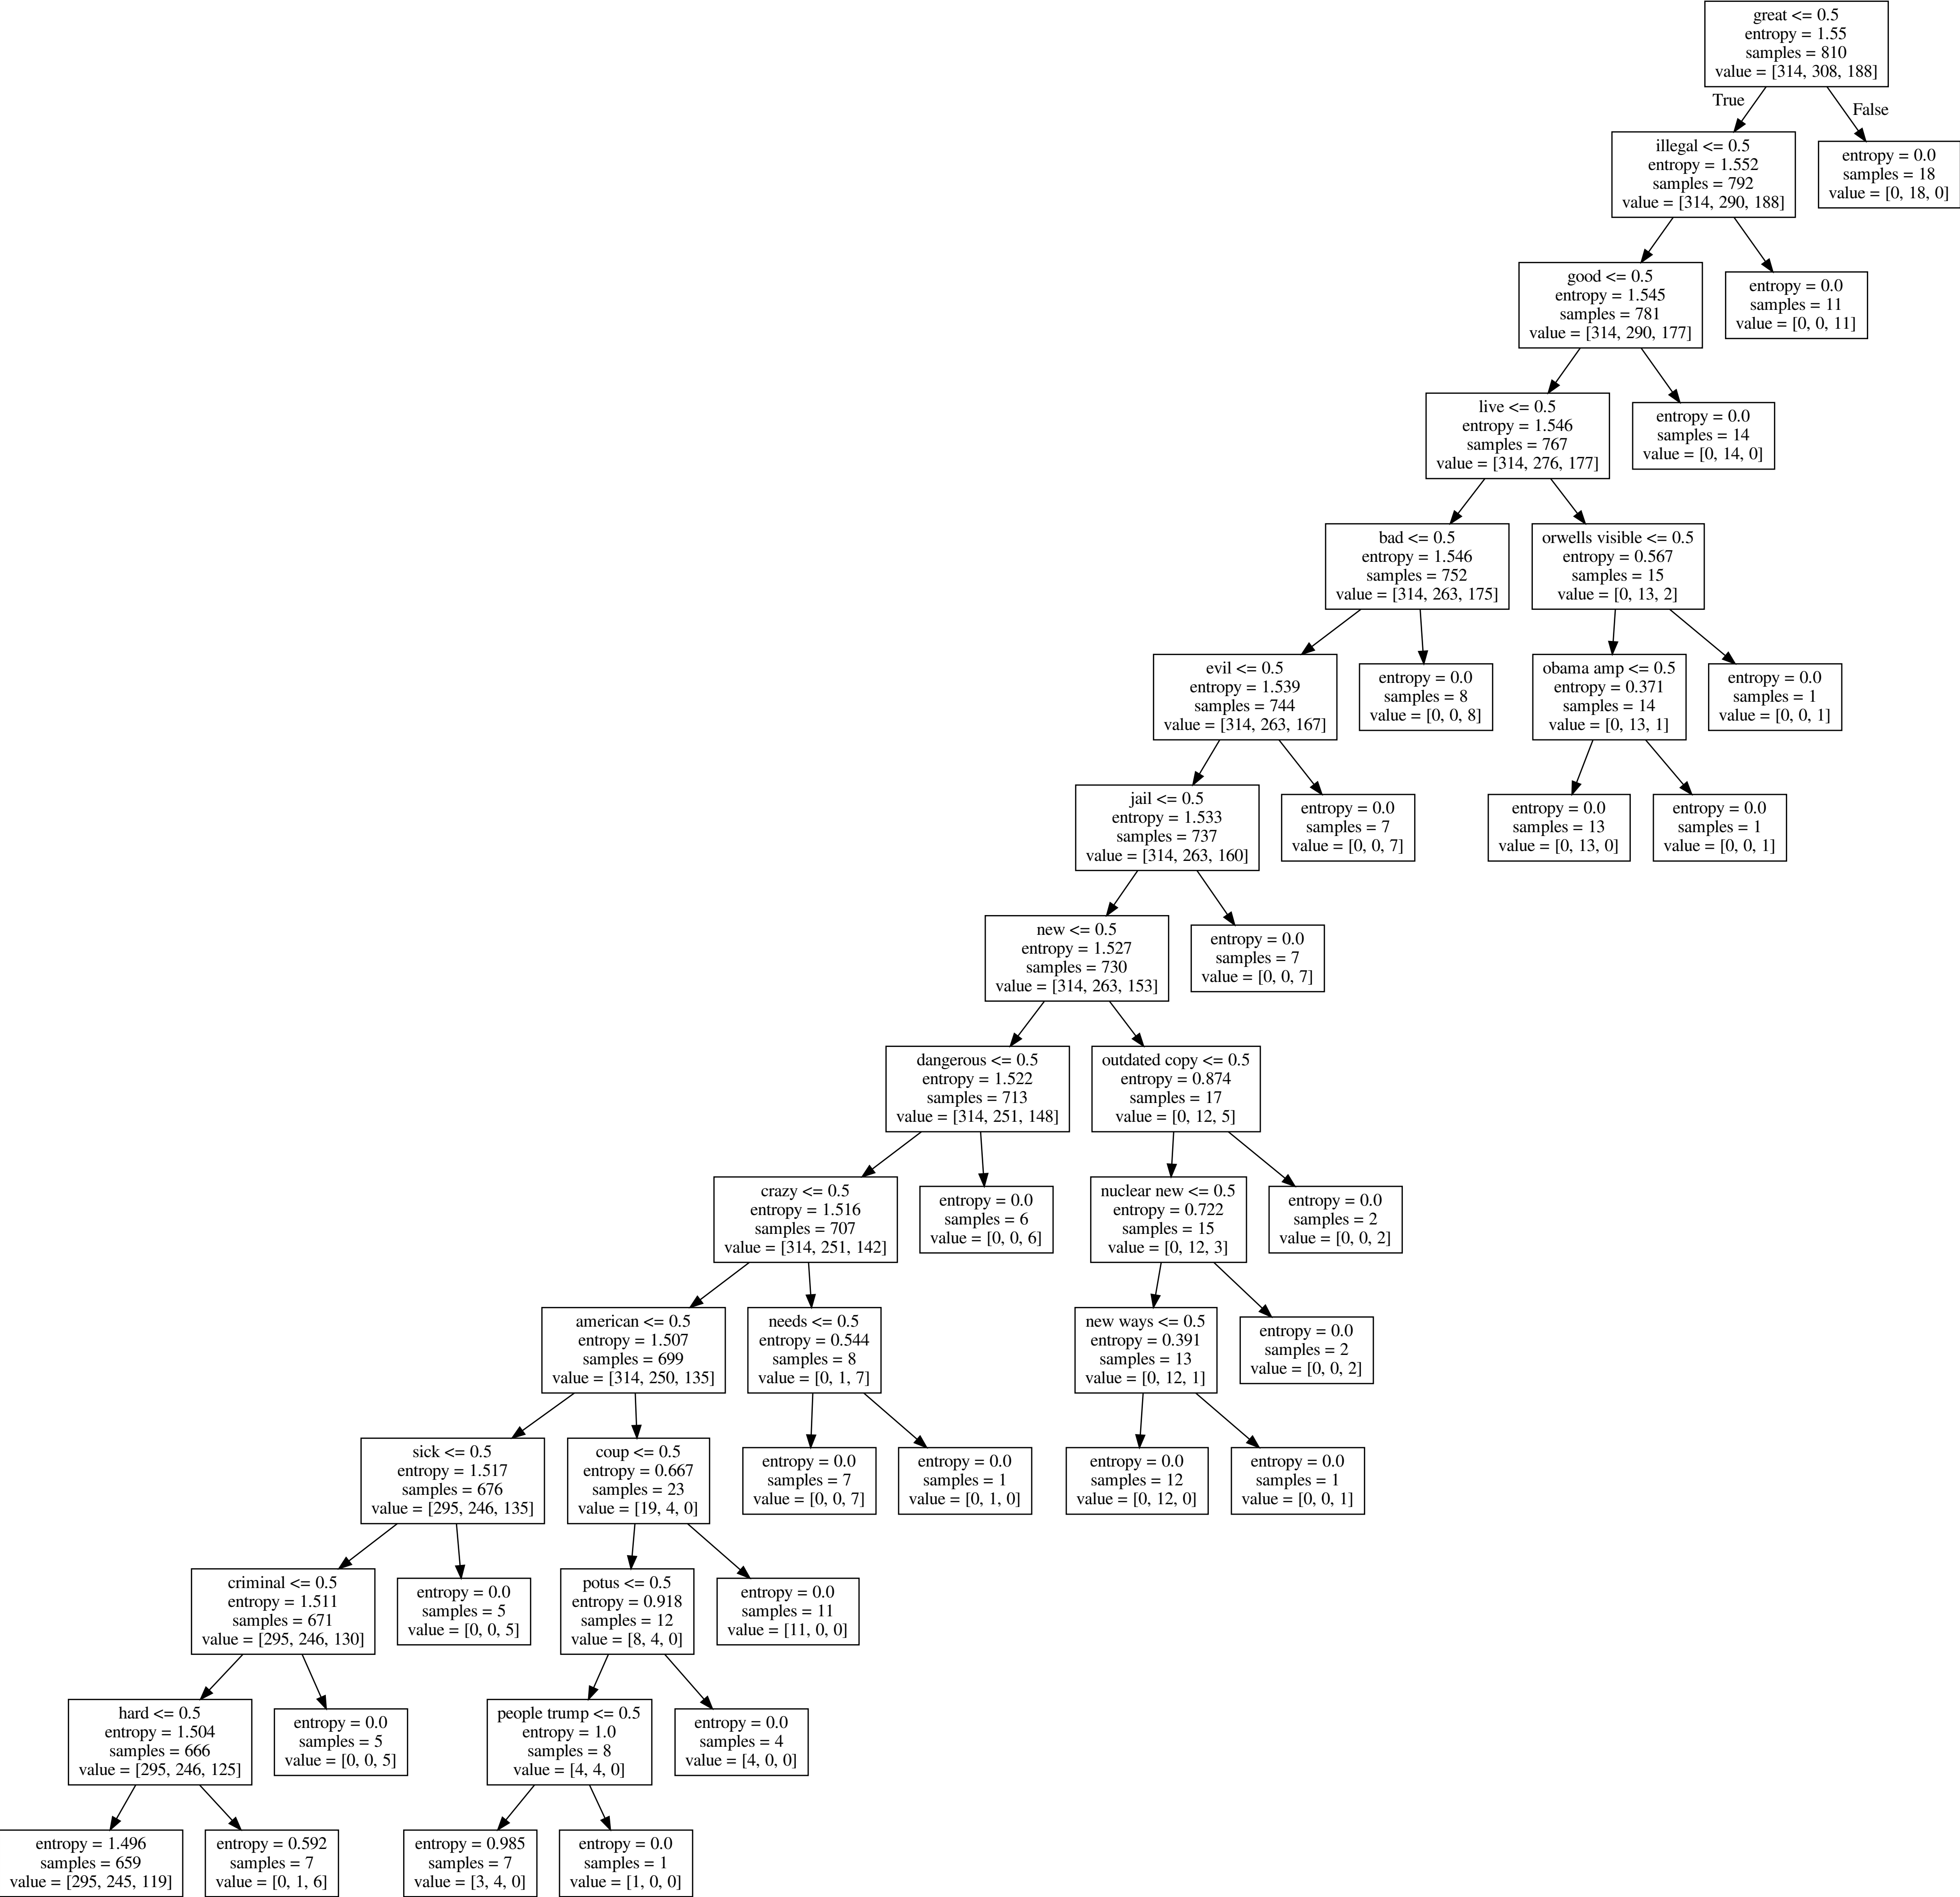 great <= 0.5
entropy = 1.55
samples = 810
value = [314, 308, 188]
True
False
illegal <= 0.5
entropy = 1.552
samples = 792
value = [314, 290, 188]
entropy = 0.0
samples = 18
value = [0, 18, 0]
good <= 0.5
entropy = 1.545
samples = 781
value = [314, 290, 177]
entropy = 0.0
samples = 11
value = [0, 0, 11]
live <= 0.5
entropy = 1.546
samples = 767
value = [314, 276, 177]
entropy = 0.0
samples = 14
value = [0, 14, 0]
bad <= 0.5
entropy = 1.546
samples = 752
value = [314, 263, 175]
orwells visible <= 0.5
entropy = 0.567
samples = 15
value = [0, 13, 2]
evil <= 0.5
entropy = 1.539
samples = 744
value = [314, 263, 167]
entropy = 0.0
samples = 8
value = [0, 0, 8]
obama amp <= 0.5
entropy = 0.371
samples = 14
value = [0, 13, 1]
entropy = 0.0
samples = 1
value = [0, 0, 1]
jail <= 0.5
entropy = 1.533
samples = 737
value = [314, 263, 160]
entropy = 0.0
samples = 7
value = [0, 0, 7]
entropy = 0.0
samples = 13
value = [0, 13, 0]
entropy = 0.0
samples = 1
value = [0, 0, 1]
new <= 0.5
entropy = 1.527
samples = 730
value = [314, 263, 153]
entropy = 0.0
samples = 7
value = [0, 0, 7]
dangerous <= 0.5
entropy = 1.522
samples = 713
value = [314, 251, 148]
outdated copy <= 0.5
entropy = 0.874
samples = 17
value = [0, 12, 5]
crazy <= 0.5
entropy = 1.516
samples = 707
value = [314, 251, 142]
entropy = 0.0
samples = 6
value = [0, 0, 6]
nuclear new <= 0.5
entropy = 0.722
samples = 15
value = [0, 12, 3]
entropy = 0.0
samples = 2
value = [0, 0, 2]
american <= 0.5
entropy = 1.507
samples = 699
value = [314, 250, 135]
needs <= 0.5
entropy = 0.544
samples = 8
value = [0, 1, 7]
new ways <= 0.5
entropy = 0.391
samples = 13
value = [0, 12, 1]
entropy = 0.0
samples = 2
value = [0, 0, 2]
sick <= 0.5
entropy = 1.517
samples = 676
value = [295, 246, 135]
coup <= 0.5
entropy = 0.667
samples = 23
value = [19, 4, 0]
entropy = 0.0
samples = 7
value = [0, 0, 7]
entropy = 0.0
samples = 1
value = [0, 1, 0]
entropy = 0.0
samples = 12
value = [0, 12, 0]
entropy = 0.0
samples = 1
value = [0, 0, 1]
criminal <= 0.5
entropy = 1.511
samples = 671
value = [295, 246, 130]
entropy = 0.0
samples = 5
value = [0, 0, 5]
potus <= 0.5
entropy = 0.918
samples = 12
value = [8, 4, 0]
entropy = 0.0
samples = 11
value = [11, 0, 0]
hard <= 0.5
entropy = 1.504
samples = 666
value = [295, 246, 125]
entropy = 0.0
samples = 5
value = [0, 0, 5]
people trump <= 0.5
entropy = 1.0
samples = 8
value = [4, 4, 0]
entropy = 0.0
samples = 4
value = [4, 0, 0]
entropy = 1.496
samples = 659
value = [295, 245, 119]
entropy = 0.592
samples = 7
value = [0, 1, 6]
entropy = 0.985
samples = 7
value = [3, 4, 0]
entropy = 0.0
samples = 1
value = [1, 0, 0]